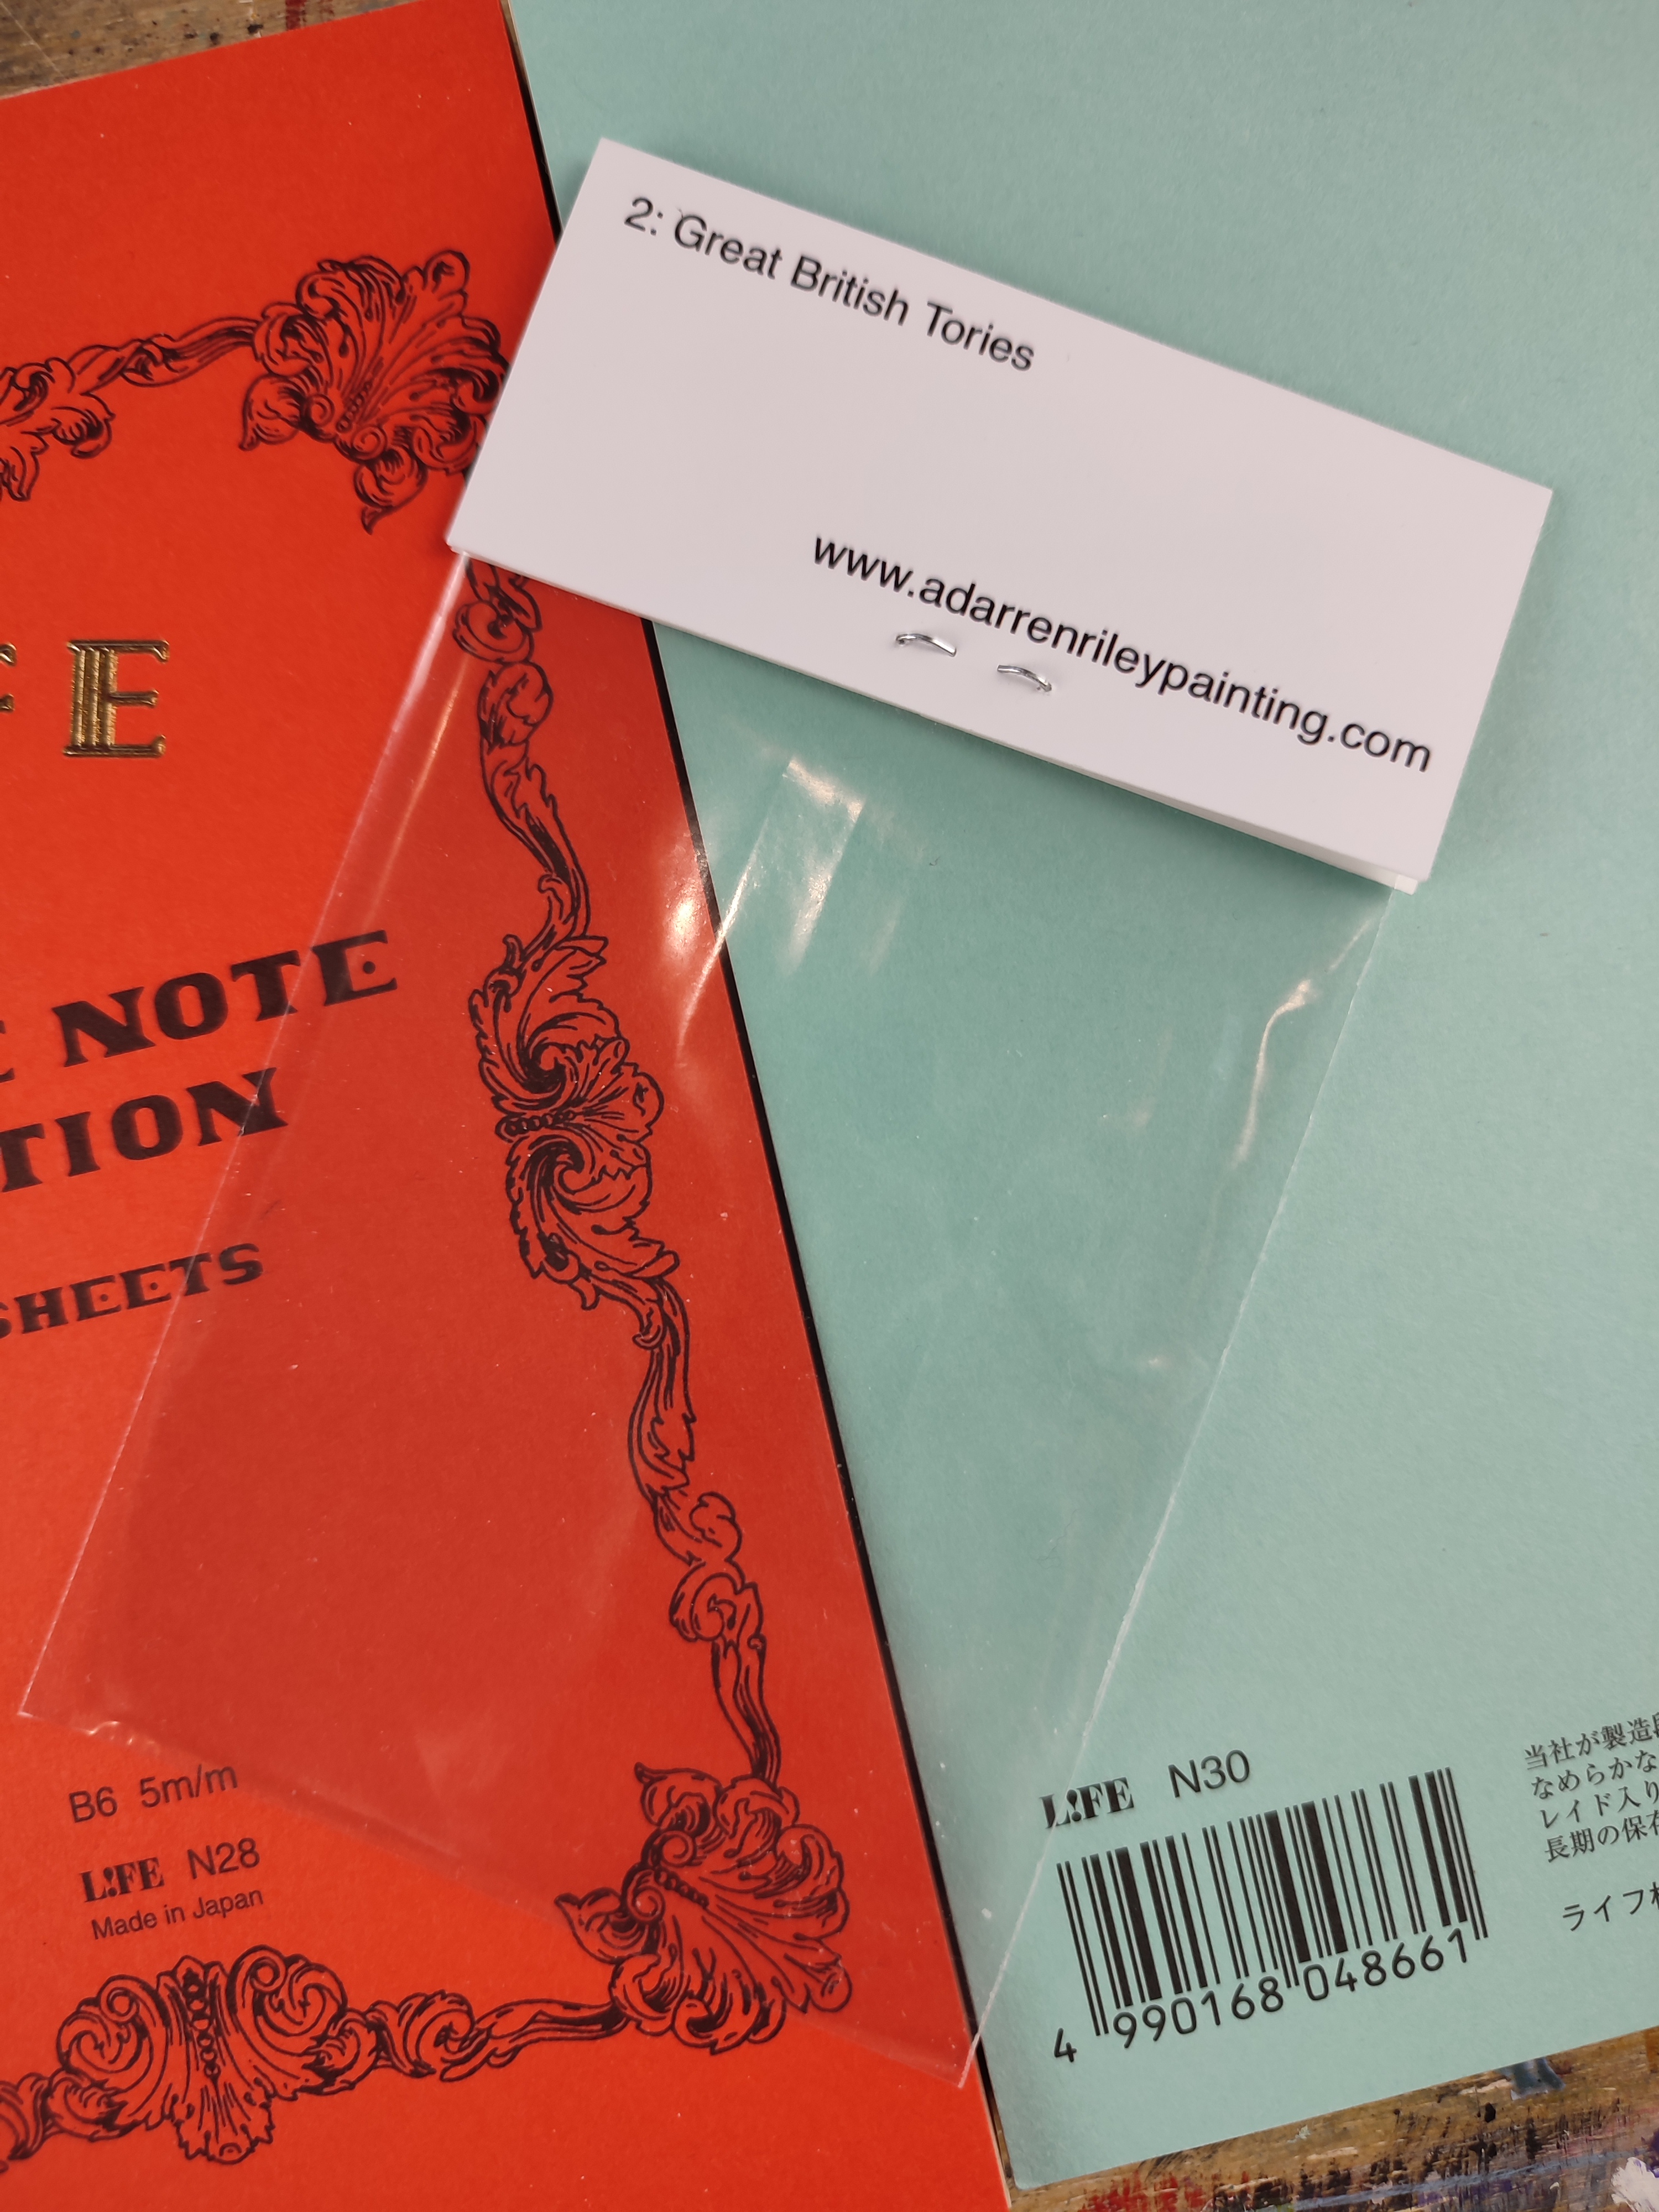 2: Great British Tories
www.adarrenrileypainting.com
FE
NOTE
TION
SHEETS
B6 5m/m
L!FE N28
Made in Japan
L!FE N30
4 990168 048661
当社が製造
なめらかな
レイド入り
長期の保存
ライフ